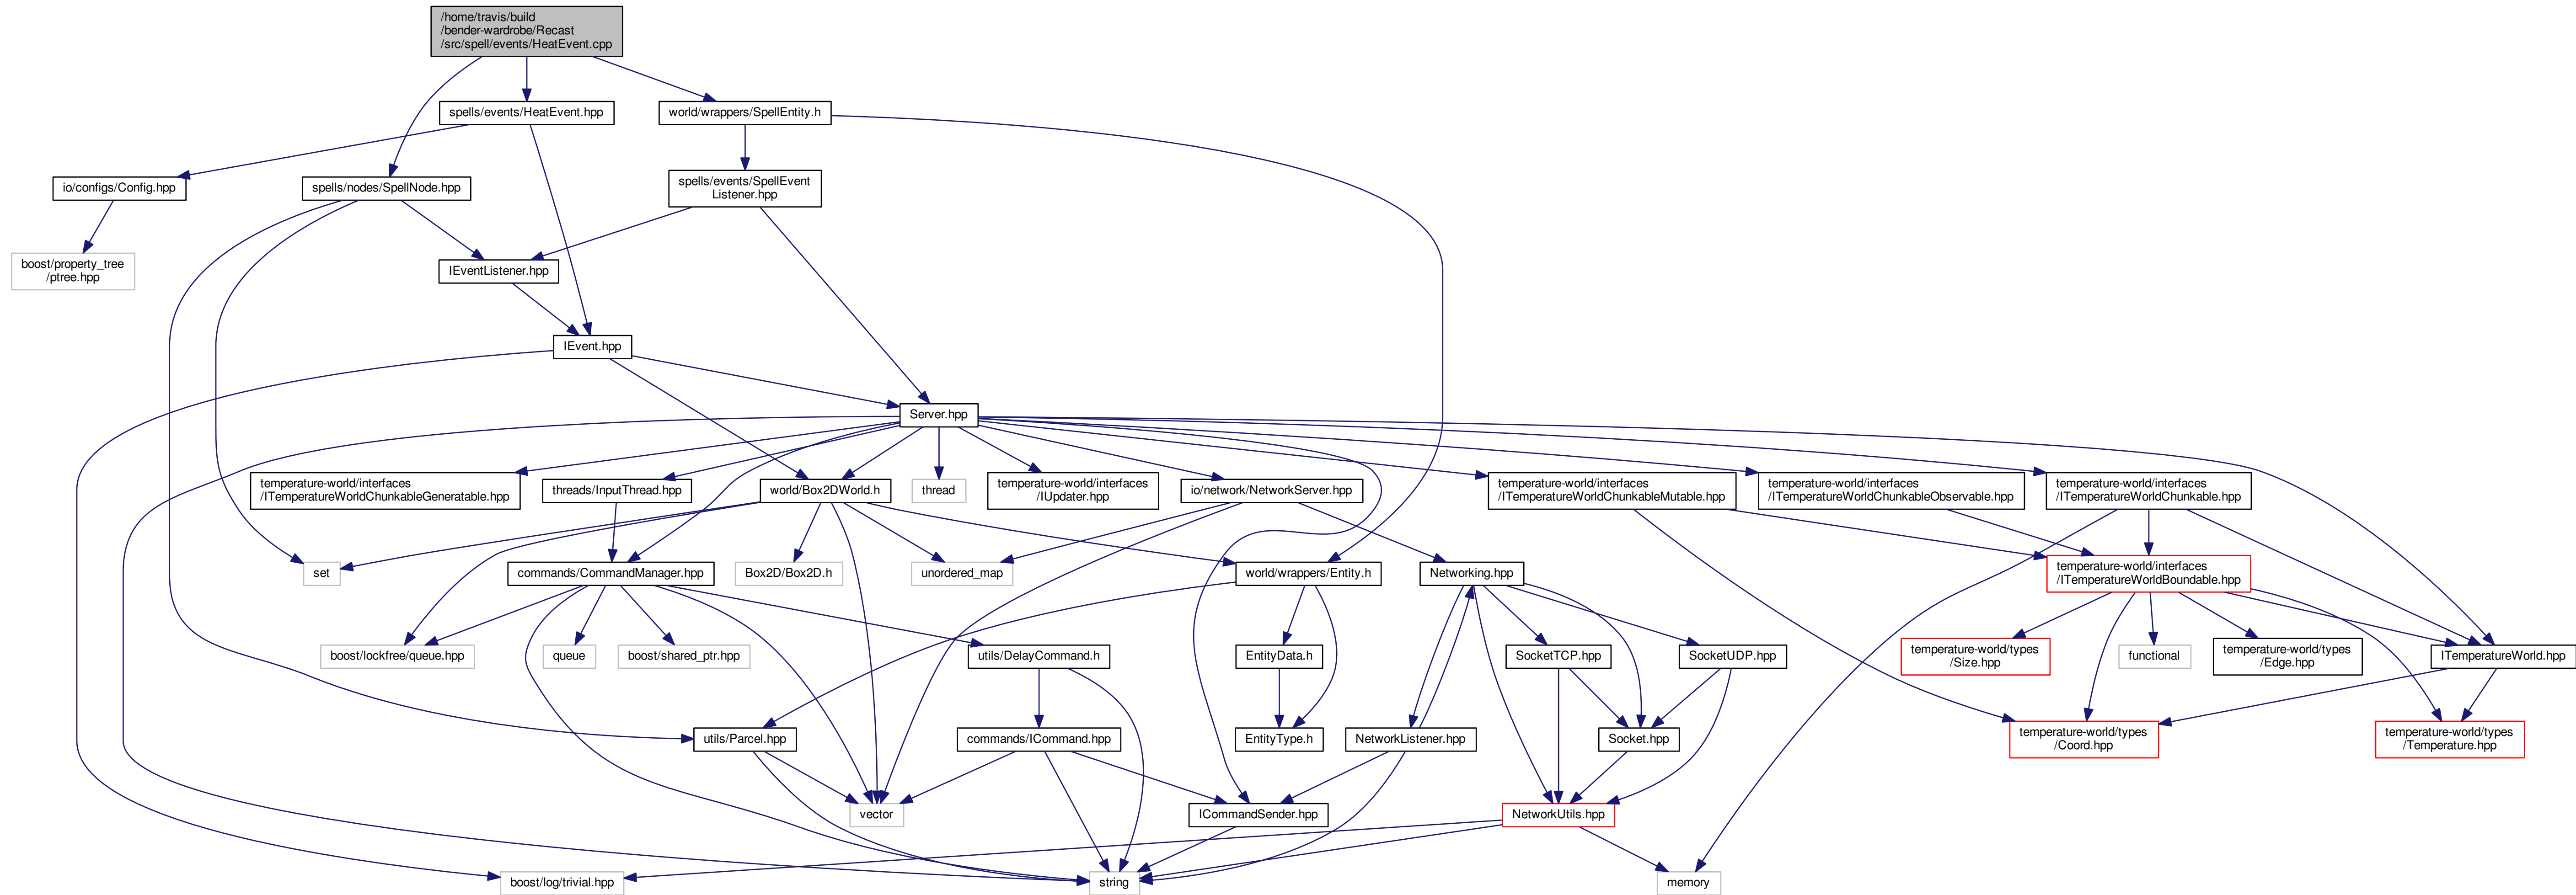 /home/travis/build
/bender-wardrobe/Recast
/src/spell/events/HeatEvent.cpp
spells/events/HeatEvent.hpp
world/wrappers/SpellEntity.h
io/configs/Config.hpp
spells/nodes/SpellNode.hpp
spells/events/SpellEvent
Listener.hpp
boost/property_tree
/ptree.hpp
IEventListener.hpp
IEvent.hpp
Server.hpp
temperature-world/interfaces
/ITemperatureWorldChunkableGeneratable.hpp
threads/InputThread.hpp
world/Box2DWorld.h
thread
temperature-world/interfaces
/IUpdater.hpp
io/network/NetworkServer.hpp
temperature-world/interfaces
/ITemperatureWorldChunkableMutable.hpp
temperature-world/interfaces
/ITemperatureWorldChunkableObservable.hpp
temperature-world/interfaces
/ITemperatureWorldChunkable.hpp
set
commands/CommandManager.hpp
Box2D/Box2D.h
unordered_map
world/wrappers/Entity.h
Networking.hpp
temperature-world/interfaces
/ITemperatureWorldBoundable.hpp
boost/lockfree/queue.hpp
queue
boost/shared_ptr.hpp
utils/DelayCommand.h
EntityData.h
SocketTCP.hpp
SocketUDP.hpp
temperature-world/types
/Size.hpp
functional
temperature-world/types
/Edge.hpp
ITemperatureWorld.hpp
utils/Parcel.hpp
commands/ICommand.hpp
EntityType.h
NetworkListener.hpp
Socket.hpp
temperature-world/types
/Coord.hpp
temperature-world/types
/Temperature.hpp
vector
ICommandSender.hpp
NetworkUtils.hpp
boost/log/trivial.hpp
string
memory